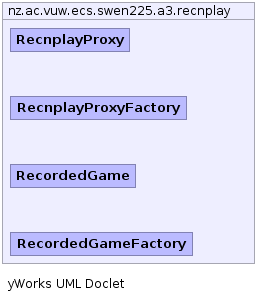 nz.ac.vuw.ecs.swen225.a3.recnplay
RecnplayProxy
RecnplayProxyFactory
RecordedGame
RecordedGameFactory
yWorks UML Doclet